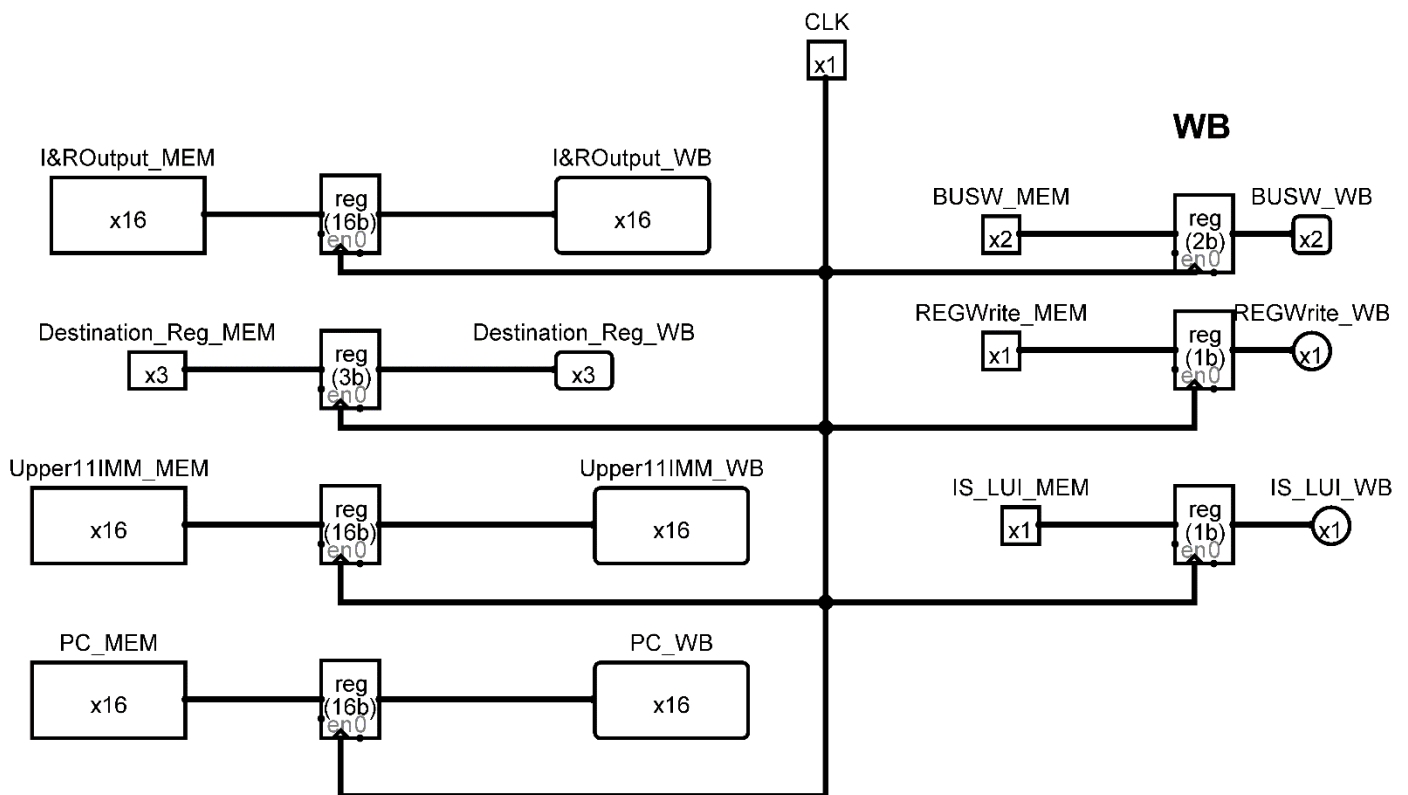 CLK
x1
WB
I&ROutput_MEM
x16
reg
(16b)
en0
I&ROutput_WB
x16
BUSW_MEM
x2
reg
(2b)
en0
BUSW_WB
x2
Destination_Reg_MEM
x3
reg
(3b)
en0
Destination_Reg_WB
x3
REGWrite_MEM
x1
reg
(1b)
en0
REGWrite_WB
x1
Upper11IMM_MEM
x16
reg
(16b)
en0
Upper11IMM_WB
x16
IS_LUI_MEM
x1
reg
(1b)
en0
IS_LUI_WB
x1
PC_MEM
x16
reg
(16b)
en0
PC_WB
x16